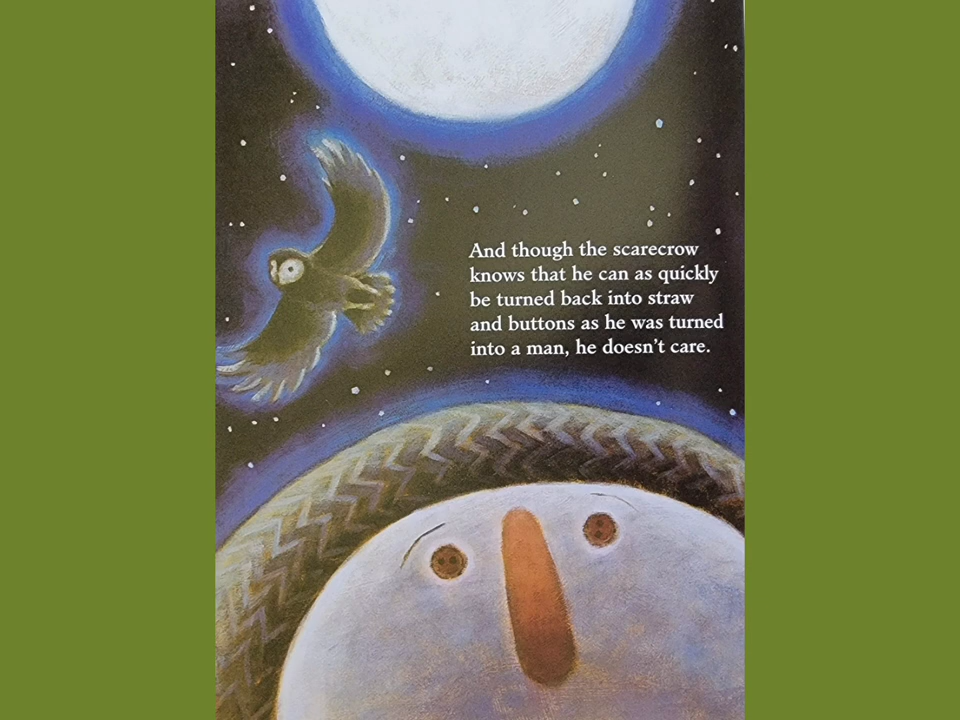 And though the scarecrow
knows that he can as quickly
be turned back into straw
and buttons as he was turned
into a man, he doesn't care.